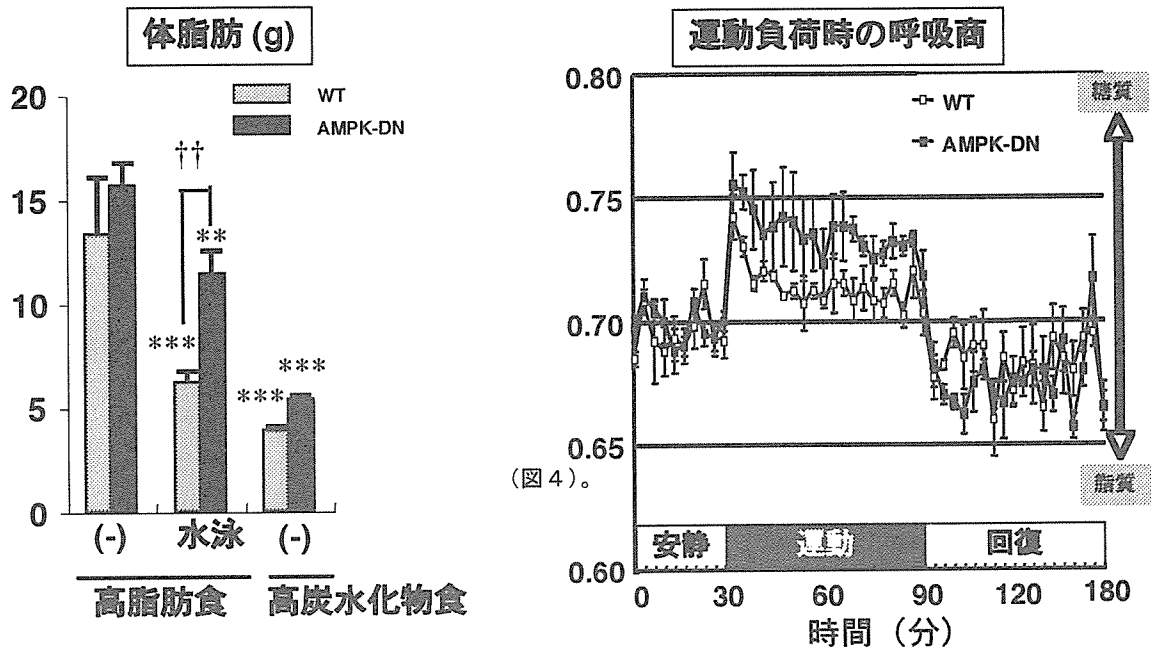 体脂肪 (g)
WT
AMPK-DN
20
15
10
5
0
††
**
***
***
***
(-)
水泳
(-)
高脂肪食
高炭水化物食
運動負荷時の呼吸商
0.80
0.75
0.70
0.65
0.60
WT
AMPK-DN
糖質
脂質
(図4)。
安静
運動
回復
0
30
60
90
120
180
時間(分)